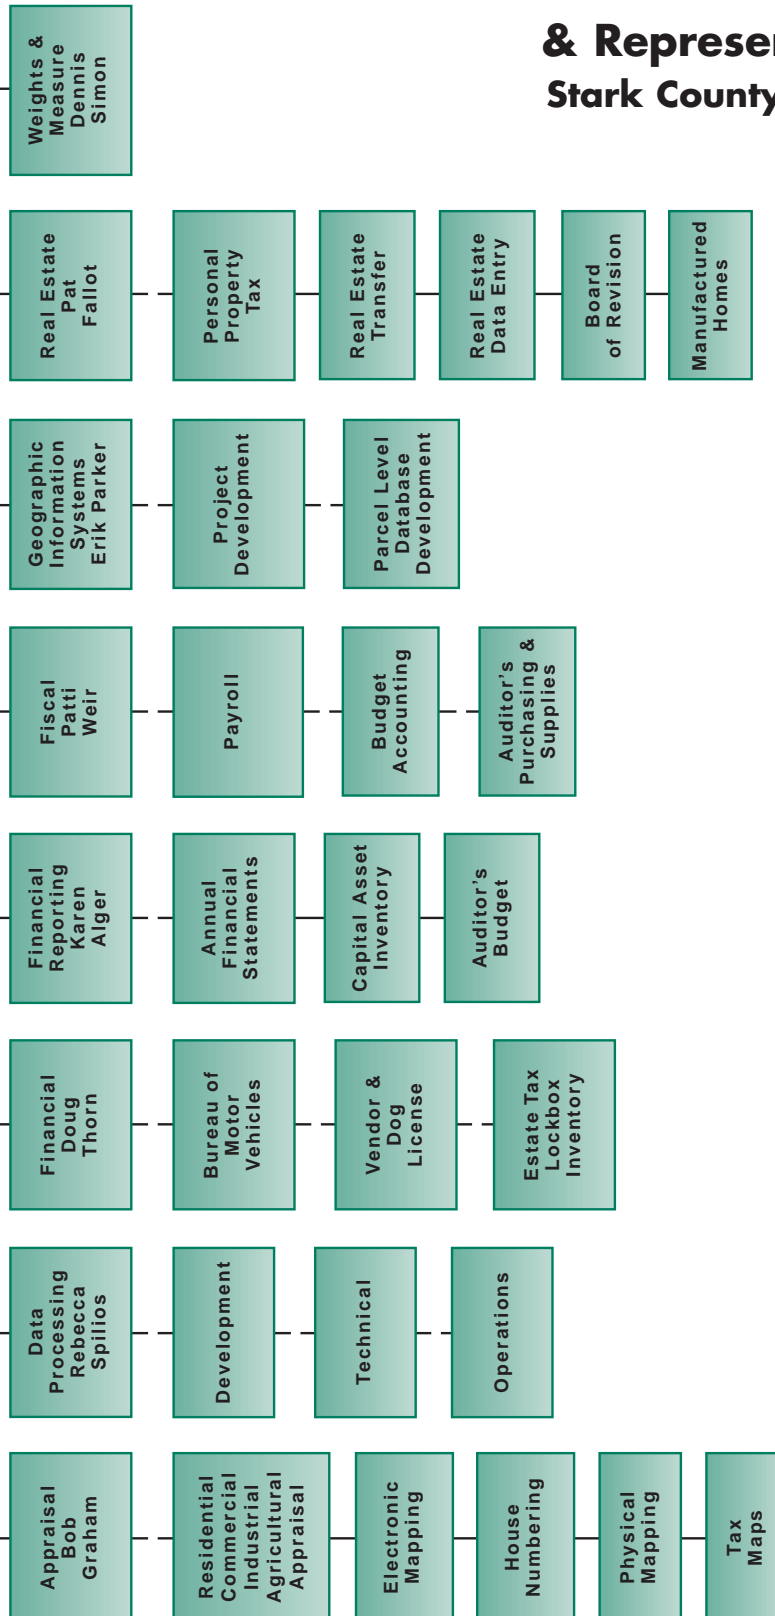 & Represen
Stark County
Weights &
Measure
Dennis
Simon
Real Estate
Pat
Fallot
Personal
Property
Tax
Real Estate
Transfer
Real Estate
Data Entry
Board
of Revision
Manufactured
Homes
Geographic
Information
Systems
Erik Parker
Project
Development
Parcel Level
Database
Development
Fiscal
Patti
Weir
Payroll
Budget
Accounting
Auditor's
Purchasing &
Supplies
Financial
Reporting
Karen
Alger
Annual
Financial
Statements
Capital Asset
Inventory
Auditor's
Budget
Financial
Doug
Thorn
Bureau of
Motor
Vehicles
Vendor &
Dog
License
Estate Tax
Lockbox
Inventory
Data
Processing
Rebecca
Spilios
Development
Technical
Operations
Appraisal
Bob
Graham
Residential
Commercial
Industrial
Agricultural
Appraisal
Electronic
Mapping
House
Numbering
Physical
Mapping
Tax
Maps